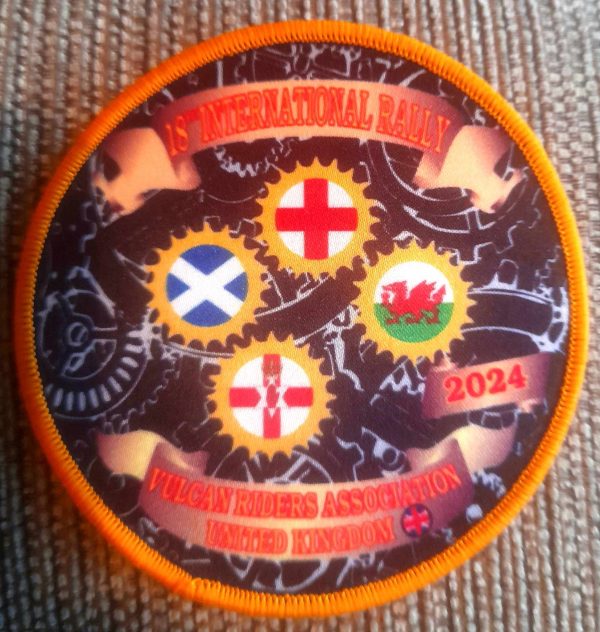 18TH INTERNATIONAL RALLY
2024
VULCAN RIDERS ASSOCIATION
UNITED KINGDOM